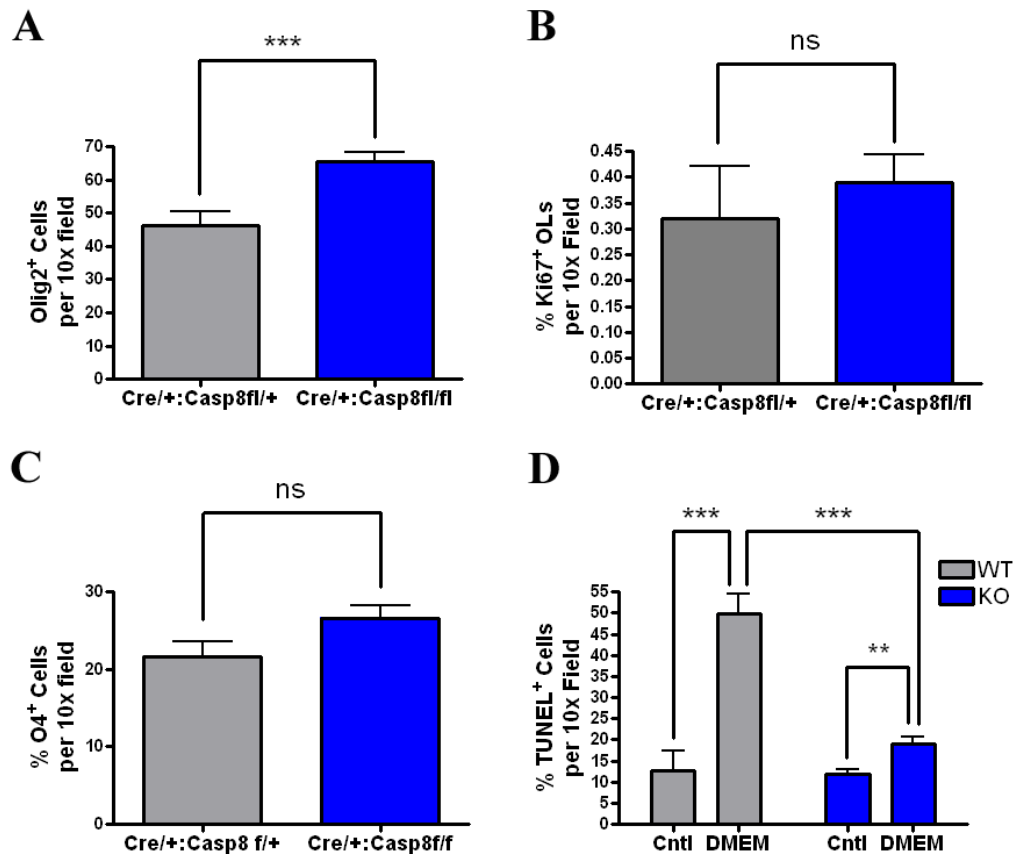 A
***
Olig2+ Cells
per 10x field
70
60
50
40
30
20
10
0
Cre/+:Casp8fl/+ Cre/+:Casp8fl/fl
B
ns
% Ki67+ OLs
per 10x Field
0.45
0.40
0.35
0.30
0.25
0.20
0.15
0.10
0.05
0.00
Cre/+:Casp8fl/+ Cre/+:Casp8fl/fl
C
ns
% O4+ Cells
per 10x field
30
20
10
0
Cre/+:Casp8 f/+ Cre/+:Casp8f/f
D
*** ***
**
WT
KO
% TUNEL+ Cells
per 10x Field
55
50
45
40
35
30
25
20
15
10
5
0
Cntl DMEM Cntl DMEM